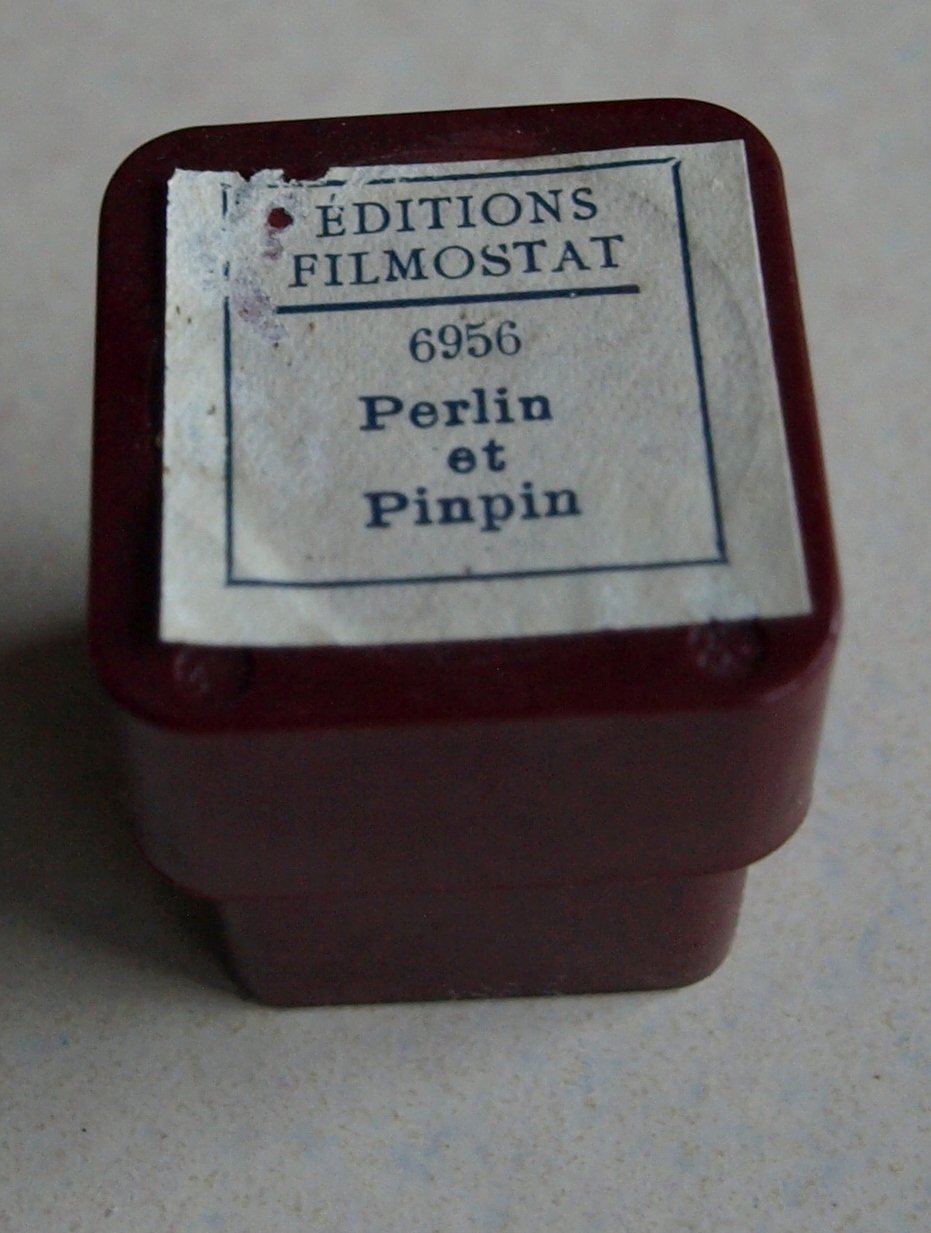 ÉDITIONS
FILMOSTAT
6956
Perlin
et
Pinpin